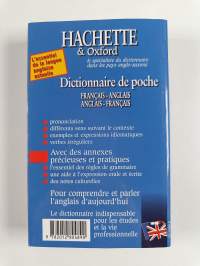 L'essentiel
de la langue
anglaise
actuelle
HACHETTE
& Oxford
le spécialiste du dictionnaire
dans les pays anglo-saxons
Dictionnaire de poche
FRANÇAIS - ANGLAIS
ANGLAIS - FRANÇAIS
prononciation
différents sens suivant le contexte
exemples et expressions idiomatiques
verbes irréguliers
Avec des annexes
précieuses et pratiques
l'essentiel des règles de grammaire
une aide à l'expression orale et écrite
des notes culturelles
Pour comprendre et parler
l'anglais d'aujourd'hui
Le dictionnaire indispensable
pour les études
et la vie
professionnelle